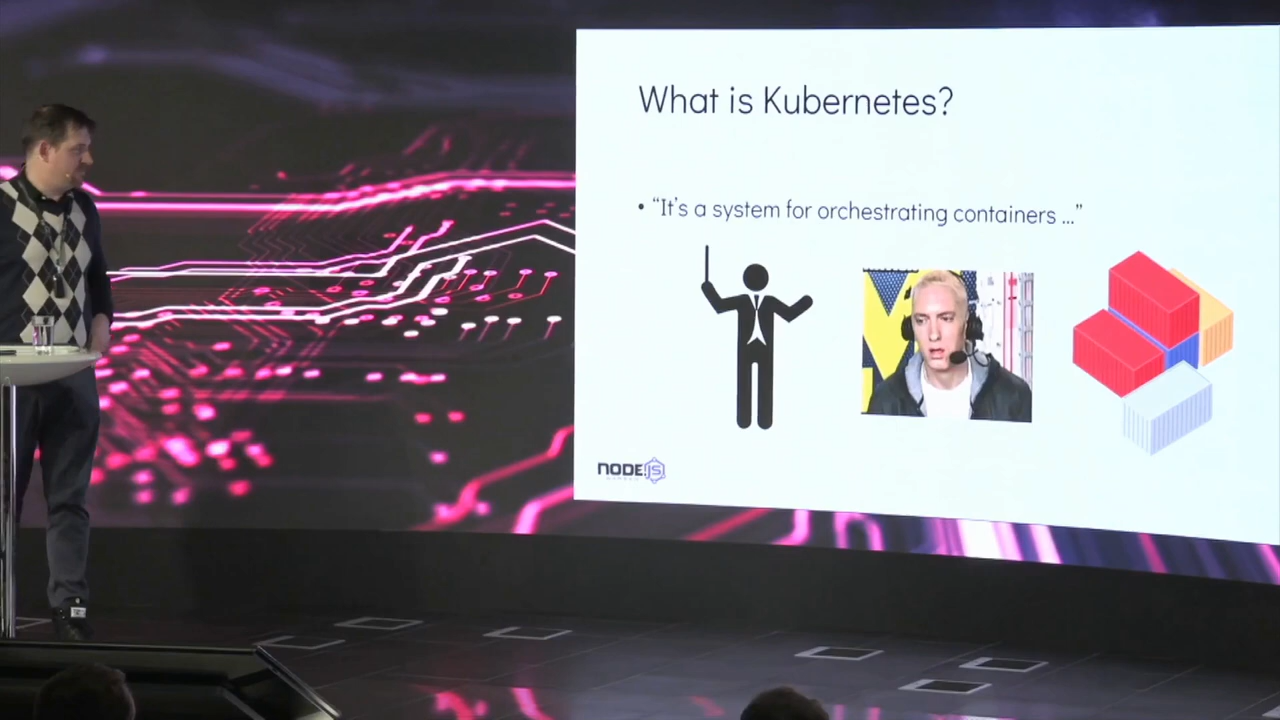 What is Kubernetes?
• “It's a system for orchestrating containers ...”
NODE.JS